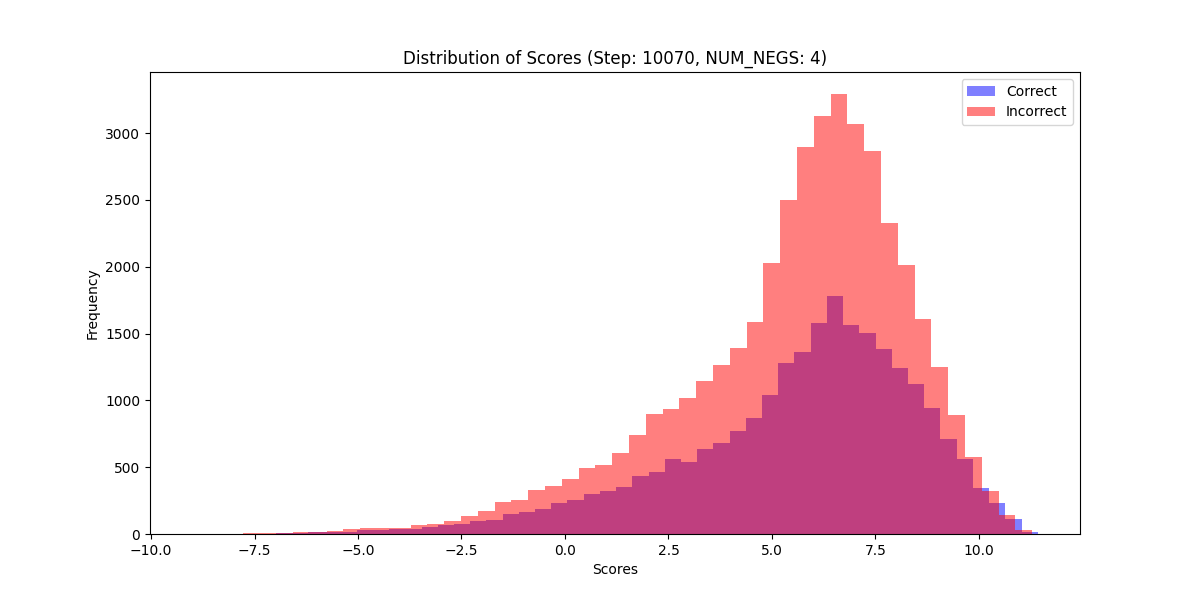 Distribution of Scores (Step: 10070, NUM_NEGS: 4)
Correct
Incorrect
3000
2500
2000
1500
1000
500
0
Frequency
−10.0 −7.5 −5.0 −2.5 0.0 2.5 5.0 7.5 10.0
Scores